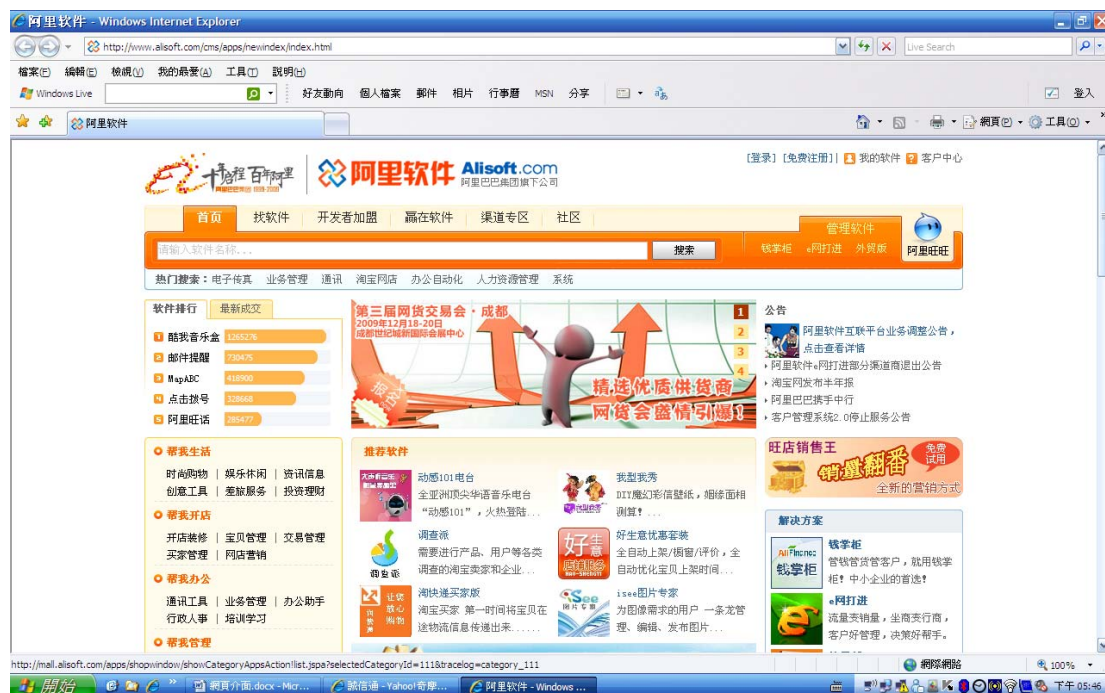 阿里软件 - Windows Internet Explorer
http://www.alisoft.com/cms/apps/newindex/index.html
Live Search
檔案(F) 編輯(E) 檢視(V) 我的最愛(A) 工具(T) 說明(H)
Windows Live 好友動向 個人檔案 郵件 相片 行事曆 MSN 分享 登入
阿里软件 網頁(P) 工具(O)
[登录] [免费注册] | 我的软件 客户中心
十年启程 百年阿里
阿里软件 Alisoft.com
阿里巴巴集团旗下公司
首页 找软件 开发者加盟 赢在软件 渠道专区 社区
管理软件
请输入软件名称... 搜索 钱掌柜 e网打进 外贸版 阿里旺旺
热门搜索：电子传真 业务管理 通讯 淘宝网店 办公自动化 人力资源管理 系统
软件排行 最新成交
1 酷我音乐盒 1265276
2 邮件提醒 730475
3 MapABC 418900
4 点击拨号 328668
5 阿里旺话 285477
第三届网货交易会·成都
2009年12月18-20日
成都世纪城新国际会展中心
报货
精选优质供货商
网货会盛情引爆！
1
2
3
4
公告
阿里软件互联平台业务调整公告，
点击查看详情
阿里软件e网打进部分渠道商退出公告
淘宝网发布半年报
阿里巴巴携手中行
客户管理系统2.0停止服务公告
帮我生活
时尚购物 | 娱乐休闲 | 资讯信息
创意工具 | 差旅服务 | 投资理财
帮我开店
开店装修 | 宝贝管理 | 交易管理
买家管理 | 网店营销
帮我办公
通讯工具 | 业务管理 | 办公助手
行政人事 | 培训学习
帮我管理
推荐软件
动感101电台
全亚洲顶尖华语音乐电台
“动感101”，火热登陆...
我型我秀
DIY魔幻彩信壁纸，姻缘面相
测算！...
调查派
调查派
需要进行产品、用户等各类
调查的淘宝卖家和企业...
好生意
店铺服务
好生意优惠套装
全自动上架/橱窗/评价，全
自动优化宝贝上架时间...
让您
放心
购物
淘快递买家版
淘宝买家 第一时间将宝贝在
途物流信息传递出来......
iSee
图片专家
isee图片专家
为图像需求的用户 一条龙管
理、编辑、发布图片...
旺店销售王
销量翻番
免费
试用
全新的营销方式
解决方案
AliFinance
钱掌柜
钱掌柜
管钱管货管客户，就用钱掌
柜！中小企业的首选！
e网打进
流量变销量，坐商变行商，
客户好管理，决策好帮手。
http://mall.alisoft.com/apps/shopwindow/showCategoryAppsAction!list.jspa?selectedCategoryId=111&tracelog=category_111 網際網路 100%
開始 網頁介面.docx - Micr... 誠信通 - Yahoo!奇摩... 阿里软件 - Windows ... 下午 05:46